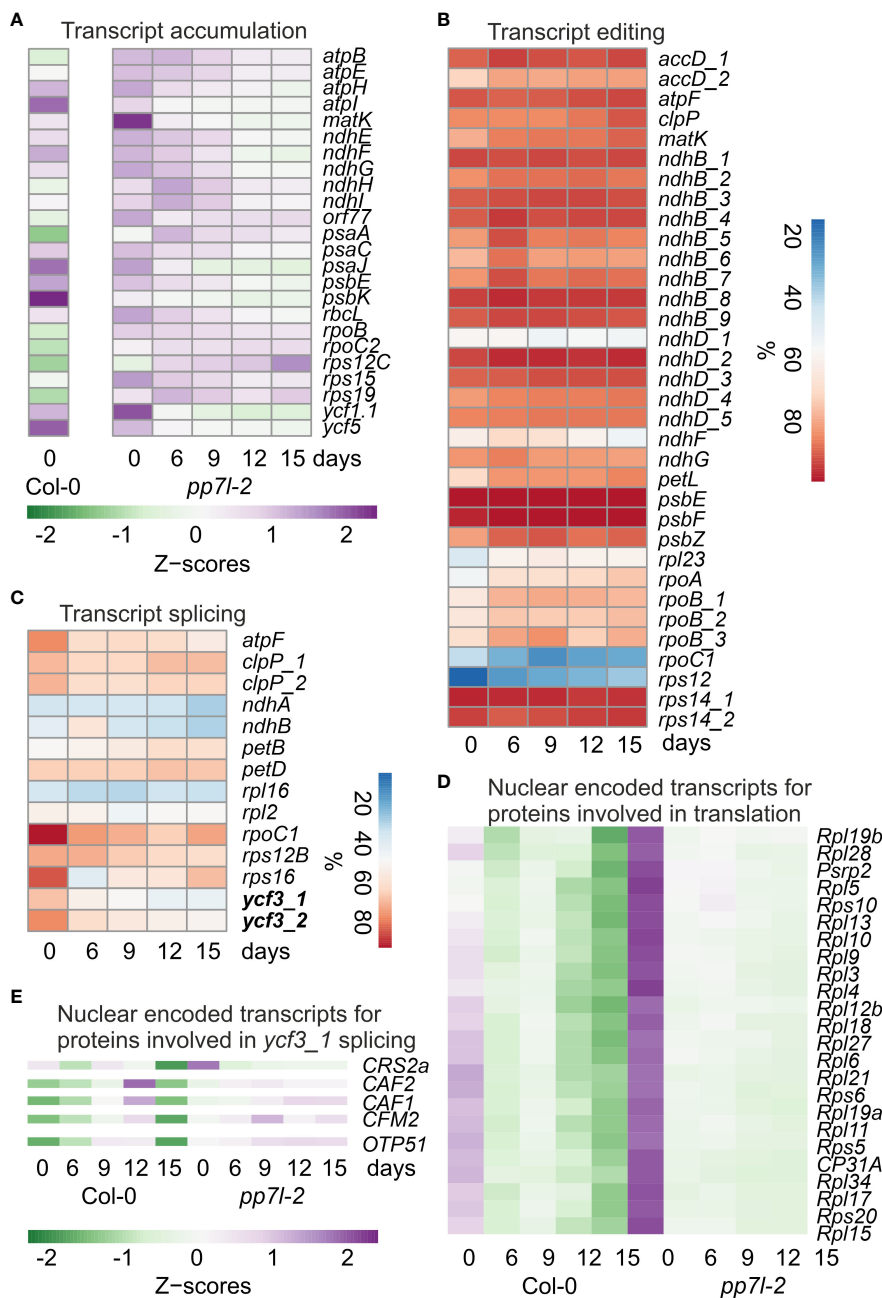 A
Transcript accumulation
atpB
atpE
atpH
atpI
matK
ndhE
ndhF
ndhG
ndhH
ndhI
orf77
psaA
psaC
psaJ
psbE
psbK
rbcL
rpoB
rpoC2
rps12C
rps15
rps19
ycf1.1
ycf5
0 0 6 9 12 15 days
Col-0 pp7l-2
-2 -1 0 1 2
Z−scores
B
Transcript editing
accD_1
accD_2
atpF
clpP
matK
ndhB_1
ndhB_2
ndhB_3
ndhB_4
ndhB_5
ndhB_6
ndhB_7
ndhB_8
ndhB_9
ndhD_1
ndhD_2
ndhD_3
ndhD_4
ndhD_5
ndhF
ndhG
petL
psbE
psbF
psbZ
rpl23
rpoA
rpoB_1
rpoB_2
rpoB_3
rpoC1
rps12
rps14_1
rps14_2
0 6 9 12 15 days
20 40 60 80
%
C
Transcript splicing
atpF
clpP_1
clpP_2
ndhA
ndhB
petB
petD
rpl16
rpl2
rpoC1
rps12B
rps16
ycf3_1
ycf3_2
0 6 9 12 15 days
20 40 60 80
%
D
Nuclear encoded transcripts for
proteins involved in translation
Rpl19b
Rpl28
Psrp2
Rpl5
Rps10
Rpl13
Rpl10
Rpl9
Rpl3
Rpl4
Rpl12b
Rpl18
Rpl27
Rpl6
Rpl21
Rps6
Rpl19a
Rpl11
Rps5
CP31A
Rpl34
Rpl17
Rps20
Rpl15
0 6 9 12 15 0 6 9 12 15
Col-0 pp7l-2
E
Nuclear encoded transcripts for
proteins involved in ycf3_1 splicing
CRS2a
CAF2
CAF1
CFM2
OTP51
0 6 9 12 15 0 6 9 12 15 days
Col-0 pp7l-2
-2 -1 0 1 2
Z−scores